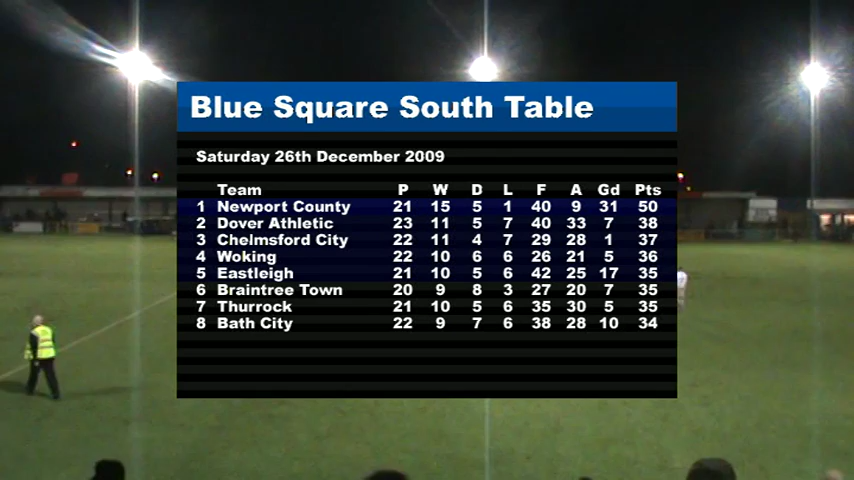 Blue Square South Table
Saturday 26th December 2009
Team P W D L F A Gd Pts
1 Newport County 21 15 5 1 40 9 31 50
2 Dover Athletic 23 11 5 7 40 33 7 38
3 Chelmsford City 22 11 4 7 29 28 1 37
4 Woking 22 10 6 6 26 21 5 36
5 Eastleigh 21 10 5 6 42 25 17 35
6 Braintree Town 20 9 8 3 27 20 7 35
7 Thurrock 21 10 5 6 35 30 5 35
8 Bath City 22 9 7 6 38 28 10 34